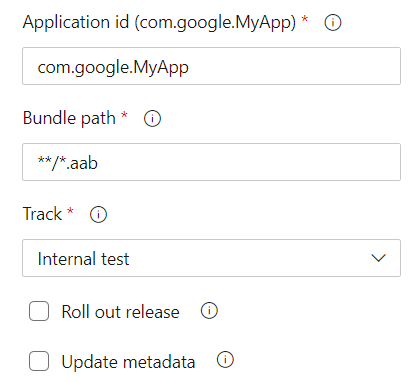 Application id (com.google.MyApp) *
com.google.MyApp
Bundle path *
**/*.aab
Track *
Internal test
Roll out release
Update metadata